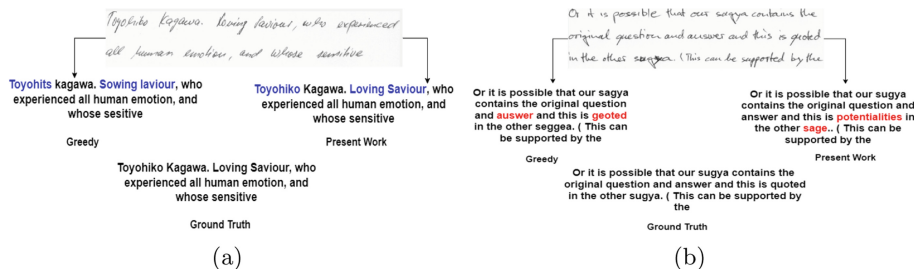 Toyohiko Kagawa. Loving Saviour, who experienced
all human emotion, and whose sensitive
Toyohits kagawa. Sowing laviour, who
experienced all human emotion, and
whose sesitive
Greedy
Toyohiko Kagawa. Loving Saviour, who
experienced all human emotion, and
whose sensitive
Present Work
Toyohiko Kagawa. Loving Saviour, who
experienced all human emotion, and
whose sensitive
Ground Truth
(a)
Or it is possible that our sugya contains the
original question and answer and this is quoted
in the other sugya. (This can be supported by the
Or it is possible that our sagya
contains the original question
and auswer and this is geoted
in the other seggea. ( This can
be supported by the
Greedy
Or it is possible that our sugya
contains the original question and
answer and this is potentialities in
the other sage.. ( This can be
supported by the
Present Work
Or it is possible that our sugya contains the
original question and answer and this is quoted
in the other sugya. ( This can be supported by
the
Ground Truth
(b)